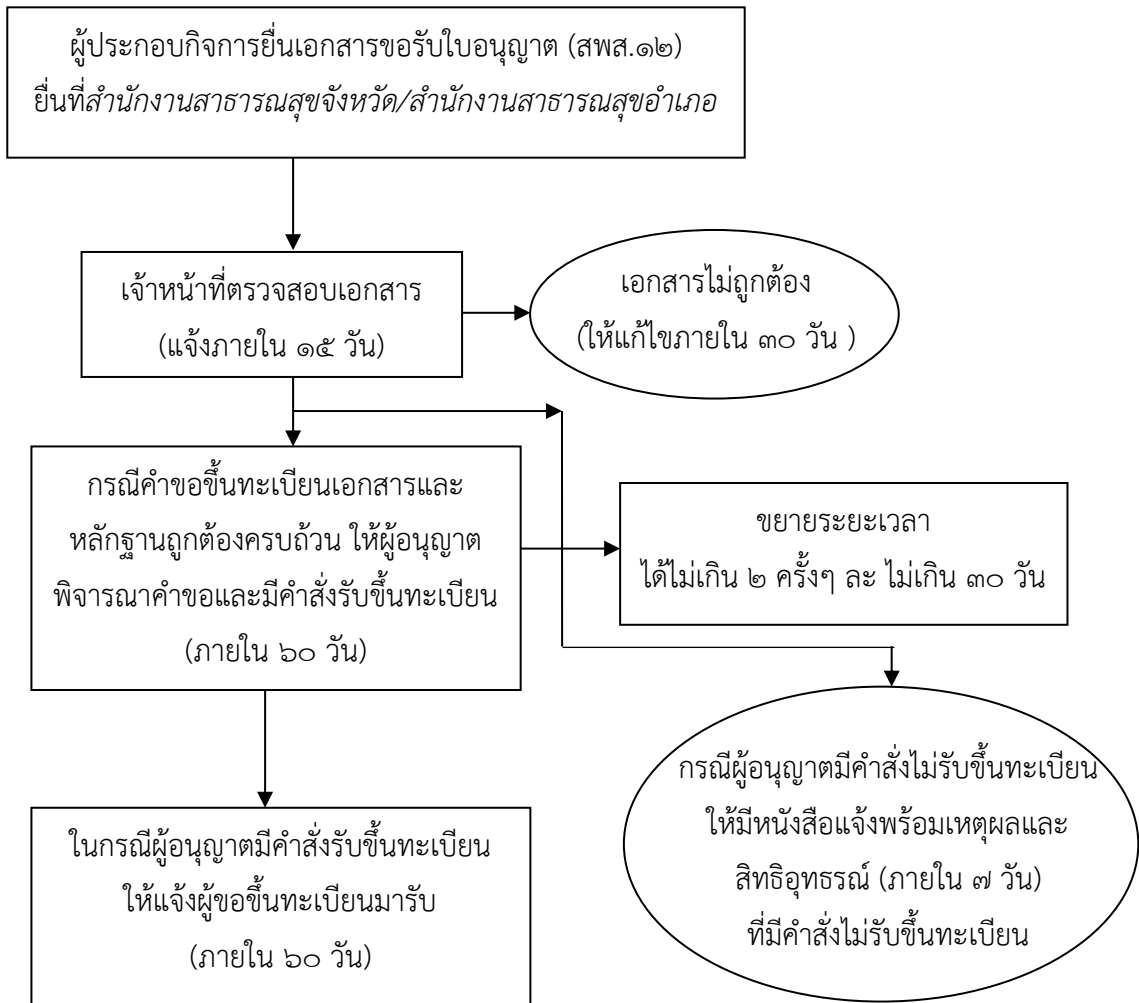 ผู้ประกอบกิจการยื่นเอกสารขอรับใบอนุญาต (สพส.๑๒)
ยื่นที่สำนักงานสาธารณสุขจังหวัด/สำนักงานสาธารณสุขอำเภอ
เจ้าหน้าที่ตรวจสอบเอกสาร
(แจ้งภายใน ๑๕ วัน)
เอกสารไม่ถูกต้อง
(ให้แก้ไขภายใน ๓๐ วัน )
กรณีคำขอขึ้นทะเบียนเอกสารและ
หลักฐานถูกต้องครบถ้วน ให้ผู้อนุญาต
พิจารณาคำขอและมีคำสั่งรับขึ้นทะเบียน
(ภายใน ๖๐ วัน)
ขยายระยะเวลา
ได้ไม่เกิน ๒ ครั้งๆ ละ ไม่เกิน ๓๐ วัน
กรณีผู้อนุญาตมีคำสั่งไม่รับขึ้นทะเบียน
ให้มีหนังสือแจ้งพร้อมเหตุผลและ
สิทธิอุทธรณ์ (ภายใน ๗ วัน)
ที่มีคำสั่งไม่รับขึ้นทะเบียน
ในกรณีผู้อนุญาตมีคำสั่งรับขึ้นทะเบียน
ให้แจ้งผู้ขอขึ้นทะเบียนมารับ
(ภายใน ๖๐ วัน)